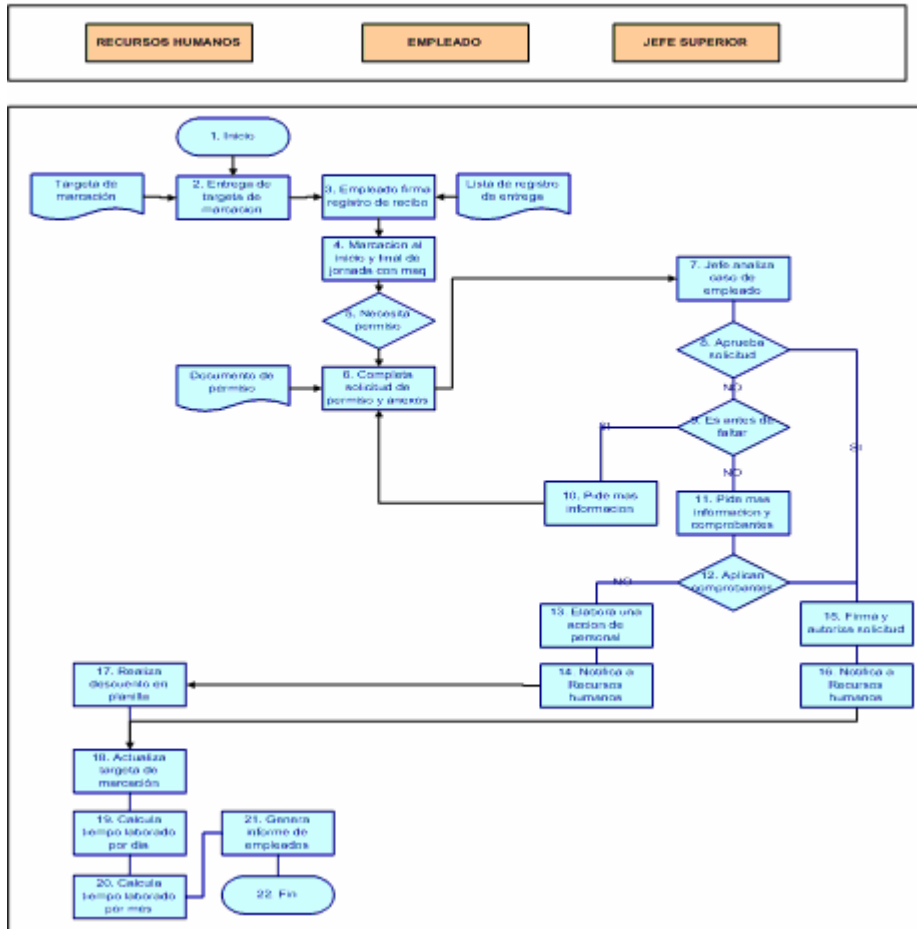 RECURSOS HUMANOS
EMPLEADO
JEFE SUPERIOR
1. Inicio
Targeta de
marcación
2. Entrega de
targeta de
marcacion
3. Empleado firma
registro de recibo
Lista de registro
de entrega
4. Marcacion al
inicio y final de
jornada con maq
5. Necesita
permiso
Documento de
permiso
6. Completa
solicitud de
permiso y anexos
7. Jefe analiza
caso de
empleado
8. Aprueba
solicitud
NO
SI
9. Es antes de
faltar
SI
NO
10. Pide mas
informacion
11. Pide mas
informacion y
comprobantes
12. Aplican
comprobantes
NO
13. Elabora una
accion de
personal
14. Notifica a
Recursos
humanos
15. Firma y
autoriza solicitud
16. Notifica a
Recursos
humanos
17. Realiza
descuento en
planilla
18. Actualiza
targeta de
marcación
19. Calcula
tiempo laborado
por dia
20. Calcula
tiempo laborado
por mes
21. Genera
informe de
empleados
22. Fin